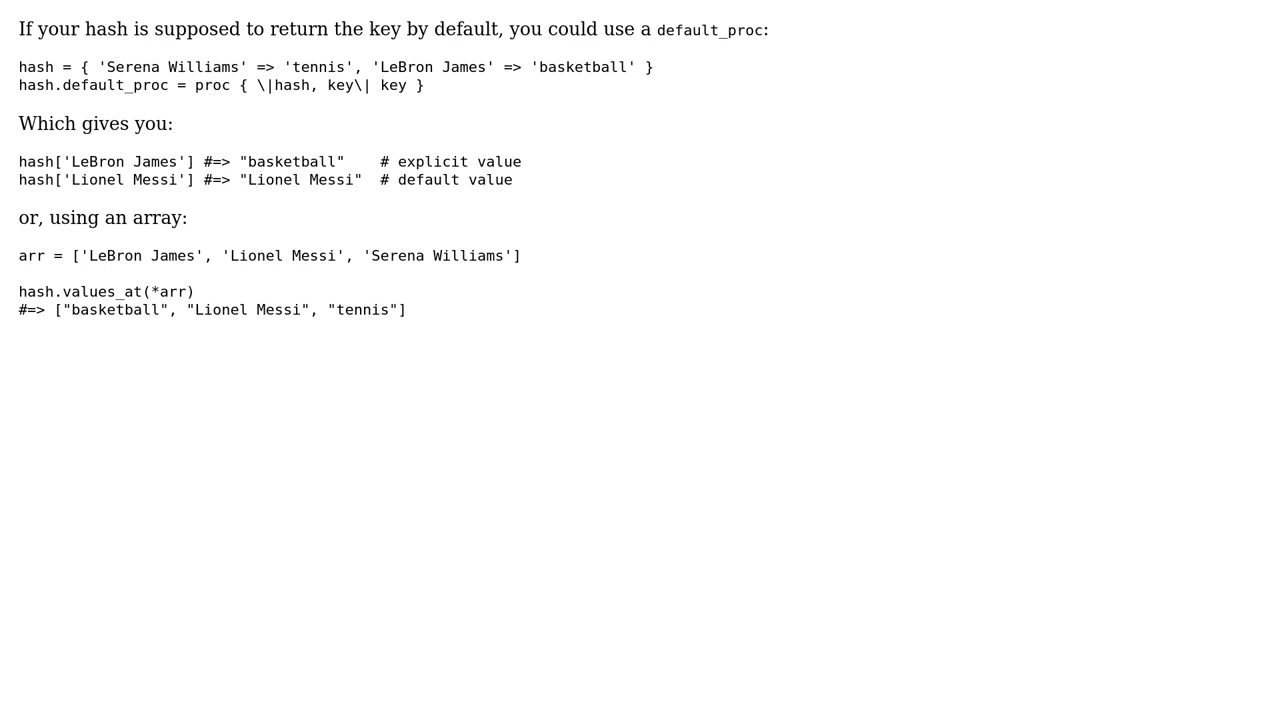 If your hash is supposed to return the key by default, you could use a default_proc:
hash = { 'Serena Williams' => 'tennis', 'LeBron James' => 'basketball' }
hash.default_proc = proc { \|hash, key\| key }
Which gives you:
hash['LeBron James'] #=> "basketball"    # explicit value
hash['Lionel Messi'] #=> "Lionel Messi"  # default value
or, using an array:
arr = ['LeBron James', 'Lionel Messi', 'Serena Williams']
hash.values_at(*arr)
#=> ["basketball", "Lionel Messi", "tennis"]